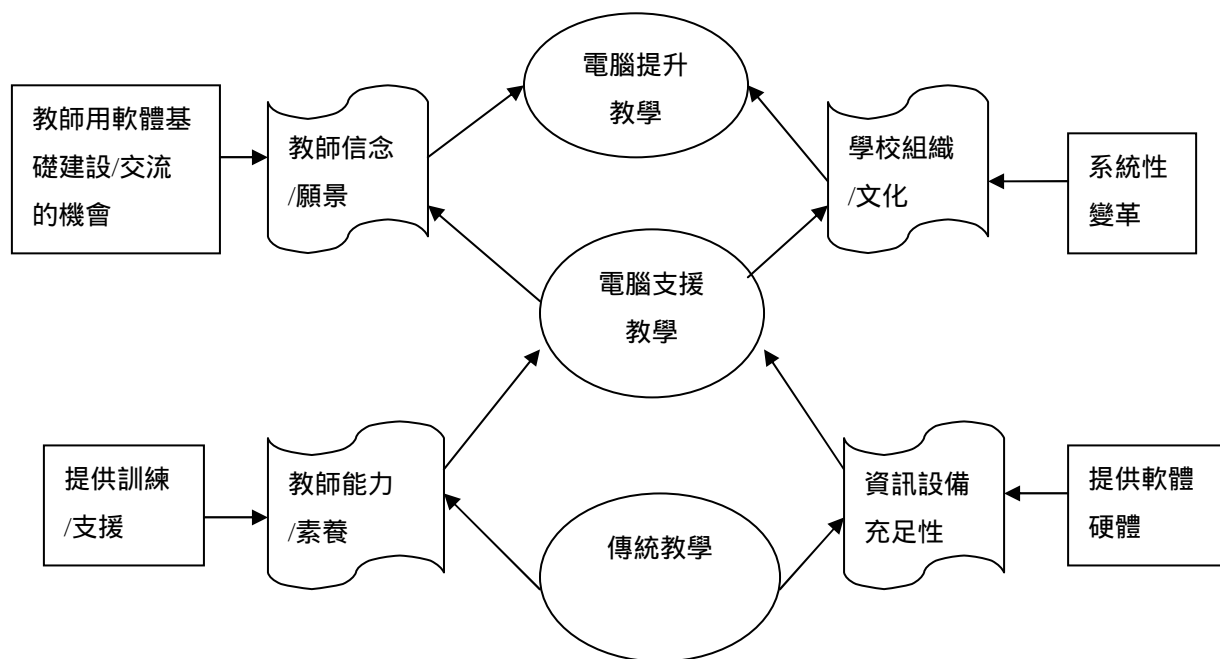 電腦提升
教學
教師用軟體基
礎建設/交流
的機會
教師信念
/願景
學校組織
/文化
系統性
變革
電腦支援
教學
提供訓練
/支援
教師能力
/素養
傳統教學
資訊設備
充足性
提供軟體
硬體